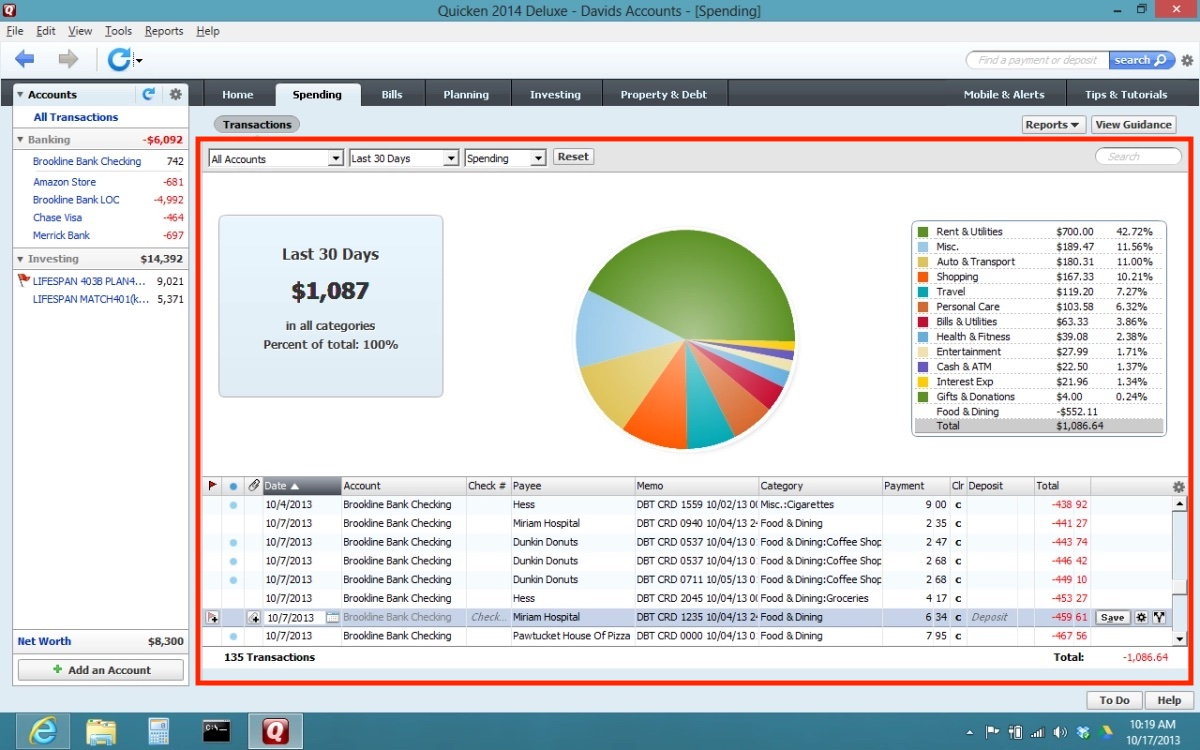 Quicken 2014 Deluxe - Davids Accounts - [Spending]
File Edit View Tools Reports Help
Find a payment or deposit search
Accounts
Home Spending Bills Planning Investing Property & Debt Mobile & Alerts Tips & Tutorials
All Transactions
Transactions Reports View Guidance
Banking -$6,092
Brookline Bank Checking 742
Amazon Store -681
Brookline Bank LOC -4,992
Chase Visa -464
Merrick Bank -697
Investing $14,392
LIFESPAN 403B PLAN4... 9,021
LIFESPAN MATCH401(k... 5,371
Net Worth $8,300
Add an Account
All Accounts Last 30 Days Spending Reset Search
Last 30 Days
$1,087
in all categories
Percent of total: 100%
Rent & Utilities $700.00 42.72%
Misc. $189.47 11.56%
Auto & Transport $180.31 11.00%
Shopping $167.33 10.21%
Travel $119.20 7.27%
Personal Care $103.58 6.32%
Bills & Utilities $63.33 3.86%
Health & Fitness $39.08 2.38%
Entertainment $27.99 1.71%
Cash & ATM $22.50 1.37%
Interest Exp $21.96 1.34%
Gifts & Donations $4.00 0.24%
Food & Dining -$552.11
Total $1,086.64
Date Account Check # Payee Memo Category Payment Clr Deposit Total
10/4/2013 Brookline Bank Checking Hess DBT CRD 1559 10/02/13 0 Misc.:Cigarettes 9 00 c -438 92
10/7/2013 Brookline Bank Checking Miriam Hospital DBT CRD 0940 10/04/13 2 Food & Dining 2 35 c -441 27
10/7/2013 Brookline Bank Checking Dunkin Donuts DBT CRD 0537 10/04/13 0 Food & Dining:Coffee Shop 2 47 c -443 74
10/7/2013 Brookline Bank Checking Dunkin Donuts DBT CRD 0537 10/04/13 0 Food & Dining:Coffee Shop 2 68 c -446 42
10/7/2013 Brookline Bank Checking Dunkin Donuts DBT CRD 0711 10/05/13 0 Food & Dining:Coffee Shop 2 68 c -449 10
10/7/2013 Brookline Bank Checking Hess DBT CRD 2045 10/04/13 0 Food & Dining:Groceries 4 17 c -453 27
10/7/2013 Brookline Bank Checking Check... Miriam Hospital DBT CRD 1235 10/04/13 2 Food & Dining 6 34 c Deposit -459 61 Save
10/7/2013 Brookline Bank Checking Pawtucket House Of Pizza DBT CRD 0000 10/04/13 0 Food & Dining 7 95 c -467 56
135 Transactions Total: -1,086.64
To Do Help
10:19 AM
10/17/2013